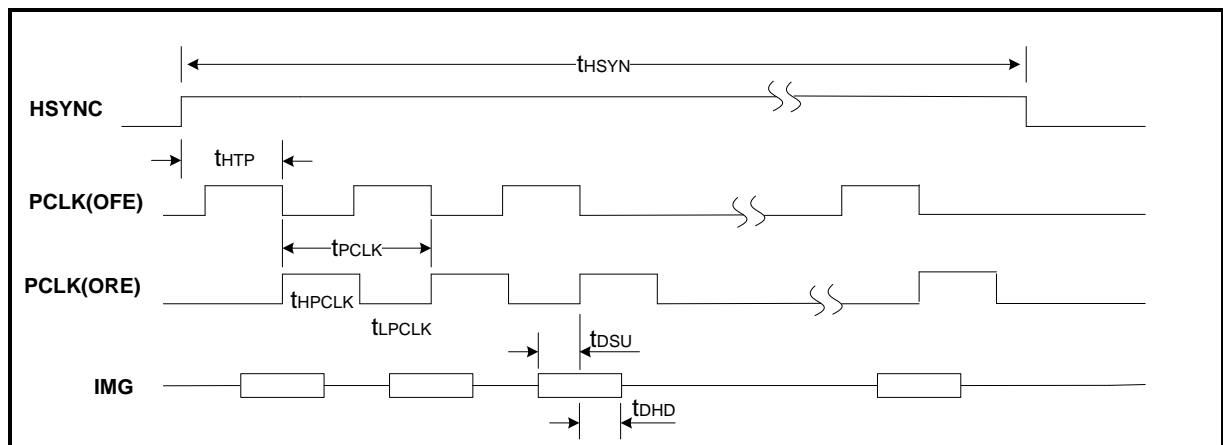 tHSYN
HSYNC
tHTP
PCLK(OFE)
tPCLK
PCLK(ORE)
tHPCLK
tLPCLK
tDSU
IMG
tDHD